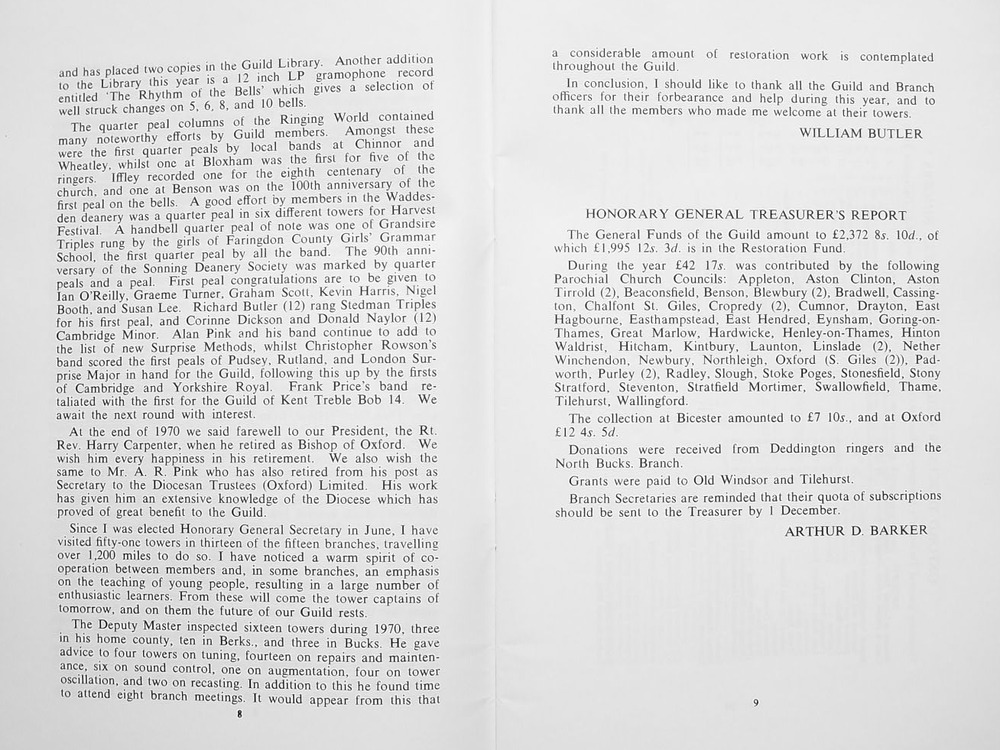 and has placed two copies in the Guild Library. Another addition
to the Library this year is a 12 inch LP gramophone record
entitled 'The Rhythm of the Bells' which gives a selection of
well struck changes on 5, 6, 8, and 10 bells.
The quarter peal columns of the Ringing World contained
many noteworthy efforts by Guild members. Amongst these
were the first quarter peals by local bands at Chinnor and
Wheatley, whilst one at Bloxham was the first for five of the
ringers. Iffley recorded one for the eighth centenary of the
church, and one at Benson was on the 100th anniversary of the
first peal on the bells. A good effort by members in the Waddes-
den deanery was a quarter peal in six different towers for Harvest
Festival. A handbell quarter peal of note was one of Grandsire
Triples rung by the girls of Faringdon County Girls' Grammar
School, the first quarter peal by all the band. The 90th anni-
versary of the Sonning Deanery Society was marked by quarter
peals and a peal. First peal congratulations are to be given to
Ian O'Reilly, Graeme Turner, Graham Scott, Kevin Harris, Nigel
Booth, and Susan Lee. Richard Butler (12) rang Stedman Triples
for his first peal, and Corinne Dickson and Donald Naylor (12)
Cambridge Minor. Alan Pink and his band continue to add to
the list of new Surprise Methods, whilst Christopher Rowson's
band scored the first peals of Pudsey, Rutland, and London Sur-
prise Major in hand for the Guild, following this up by the firsts
of Cambridge and Yorkshire Royal. Frank Price's band re-
taliated with the first for the Guild of Kent Treble Bob 14. We
await the next round with interest.
At the end of 1970 we said farewell to our President, the Rt.
Rev. Harry Carpenter, when he retired as Bishop of Oxford. We
wish him every happiness in his retirement. We also wish the
same to Mr. A. R. Pink who has also retired from his post as
Secretary to the Diocesan Trustees (Oxford) Limited. His work
has given him an extensive knowledge of the Diocese which has
proved of great benefit to the Guild.
Since I was elected Honorary General Secretary in June, I have
visited fifty-one towers in thirteen of the fifteen branches, travelling
over 1,200 miles to do so. I have noticed a warm spirit of co-
operation between members and, in some branches, an emphasis
on the teaching of young people, resulting in a large number of
enthusiastic learners. From these will come the tower captains of
tomorrow, and on them the future of our Guild rests.
The Deputy Master inspected sixteen towers during 1970, three
in his home county, ten in Berks., and three in Bucks. He gave
advice to four towers on tuning, fourteen on repairs and mainten-
ance, six on sound control, one on augmentation, four on tower
oscillation, and two on recasting. In addition to this he found time
to attend eight branch meetings. It would appear from this that
8
a considerable amount of restoration work is contemplated
throughout the Guild.
In conclusion, I should like to thank all the Guild and Branch
officers for their forbearance and help during this year, and to
thank all the members who made me welcome at their towers.
WILLIAM BUTLER
HONORARY GENERAL TREASURER'S REPORT
The General Funds of the Guild amount to £2,372 8s. 10d., of
which £1,995 12s. 3d. is in the Restoration Fund.
During the year £42 17s. was contributed by the following
Parochial Church Councils: Appleton, Aston Clinton, Aston
Tirrold (2), Beaconsfield, Benson, Blewbury (2), Bradwell, Cassing-
ton, Chalfont St. Giles, Cropredy (2), Cumnor, Drayton, East
Hagbourne, Easthampstead, East Hendred, Eynsham, Goring-on-
Thames, Great Marlow, Hardwicke, Henley-on-Thames, Hinton
Waldrist, Hitcham, Kintbury, Launton, Linslade (2), Nether
Winchendon, Newbury, Northleigh, Oxford (S. Giles (2)), Pad-
worth, Purley (2), Radley, Slough, Stoke Poges, Stonesfield, Stony
Stratford, Steventon, Stratfield Mortimer, Swallowfield, Thame,
Tilehurst, Wallingford.
The collection at Bicester amounted to £7 10s., and at Oxford
£12 4s. 5d.
Donations were received from Deddington ringers and the
North Bucks. Branch.
Grants were paid to Old Windsor and Tilehurst.
Branch Secretaries are reminded that their quota of subscriptions
should be sent to the Treasurer by 1 December.
ARTHUR D. BARKER
9